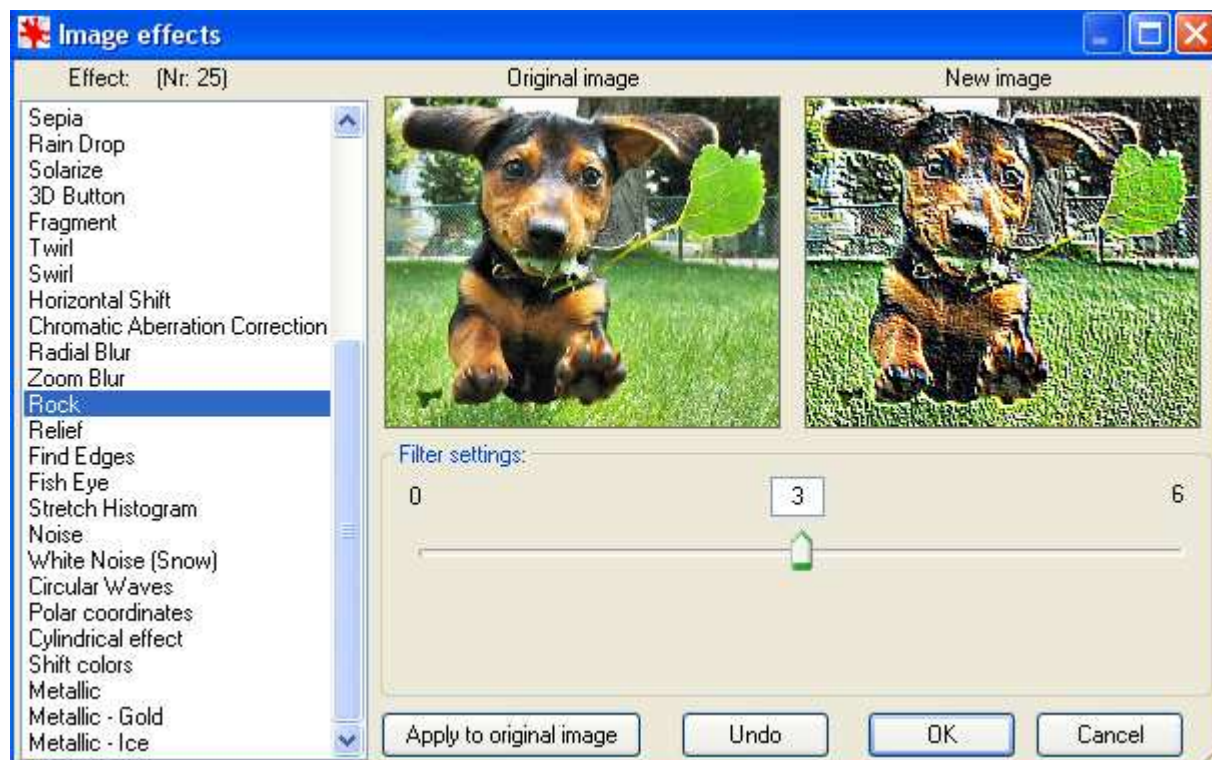 Image effects
Effect: (Nr: 25)
Original image
New image
Sepia
Rain Drop
Solarize
3D Button
Fragment
Twirl
Swirl
Horizontal Shift
Chromatic Aberration Correction
Radial Blur
Zoom Blur
Rock
Relief
Find Edges
Fish Eye
Stretch Histogram
Noise
White Noise (Snow)
Circular Waves
Polar coordinates
Cylindrical effect
Shift colors
Metallic
Metallic - Gold
Metallic - Ice
Filter settings:
0
3
6
Apply to original image
Undo
OK
Cancel